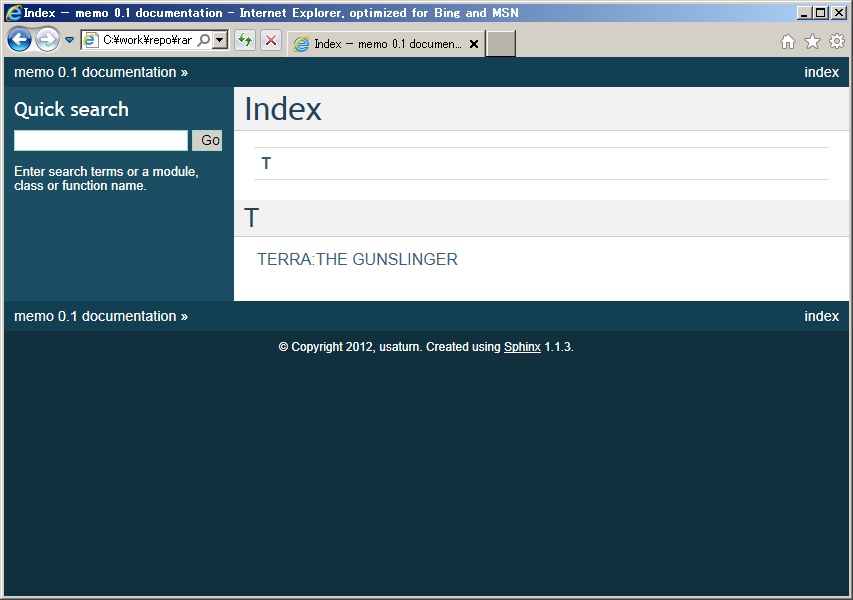 Index — memo 0.1 documentation - Internet Explorer, optimized for Bing and MSN
C:¥work¥repo¥rar
Index — memo 0.1 documen...
memo 0.1 documentation »
index
Quick search
Go
Enter search terms or a module,
class or function name.
Index
T
T
TERRA:THE GUNSLINGER
memo 0.1 documentation »
index
© Copyright 2012, usaturn. Created using Sphinx 1.1.3.